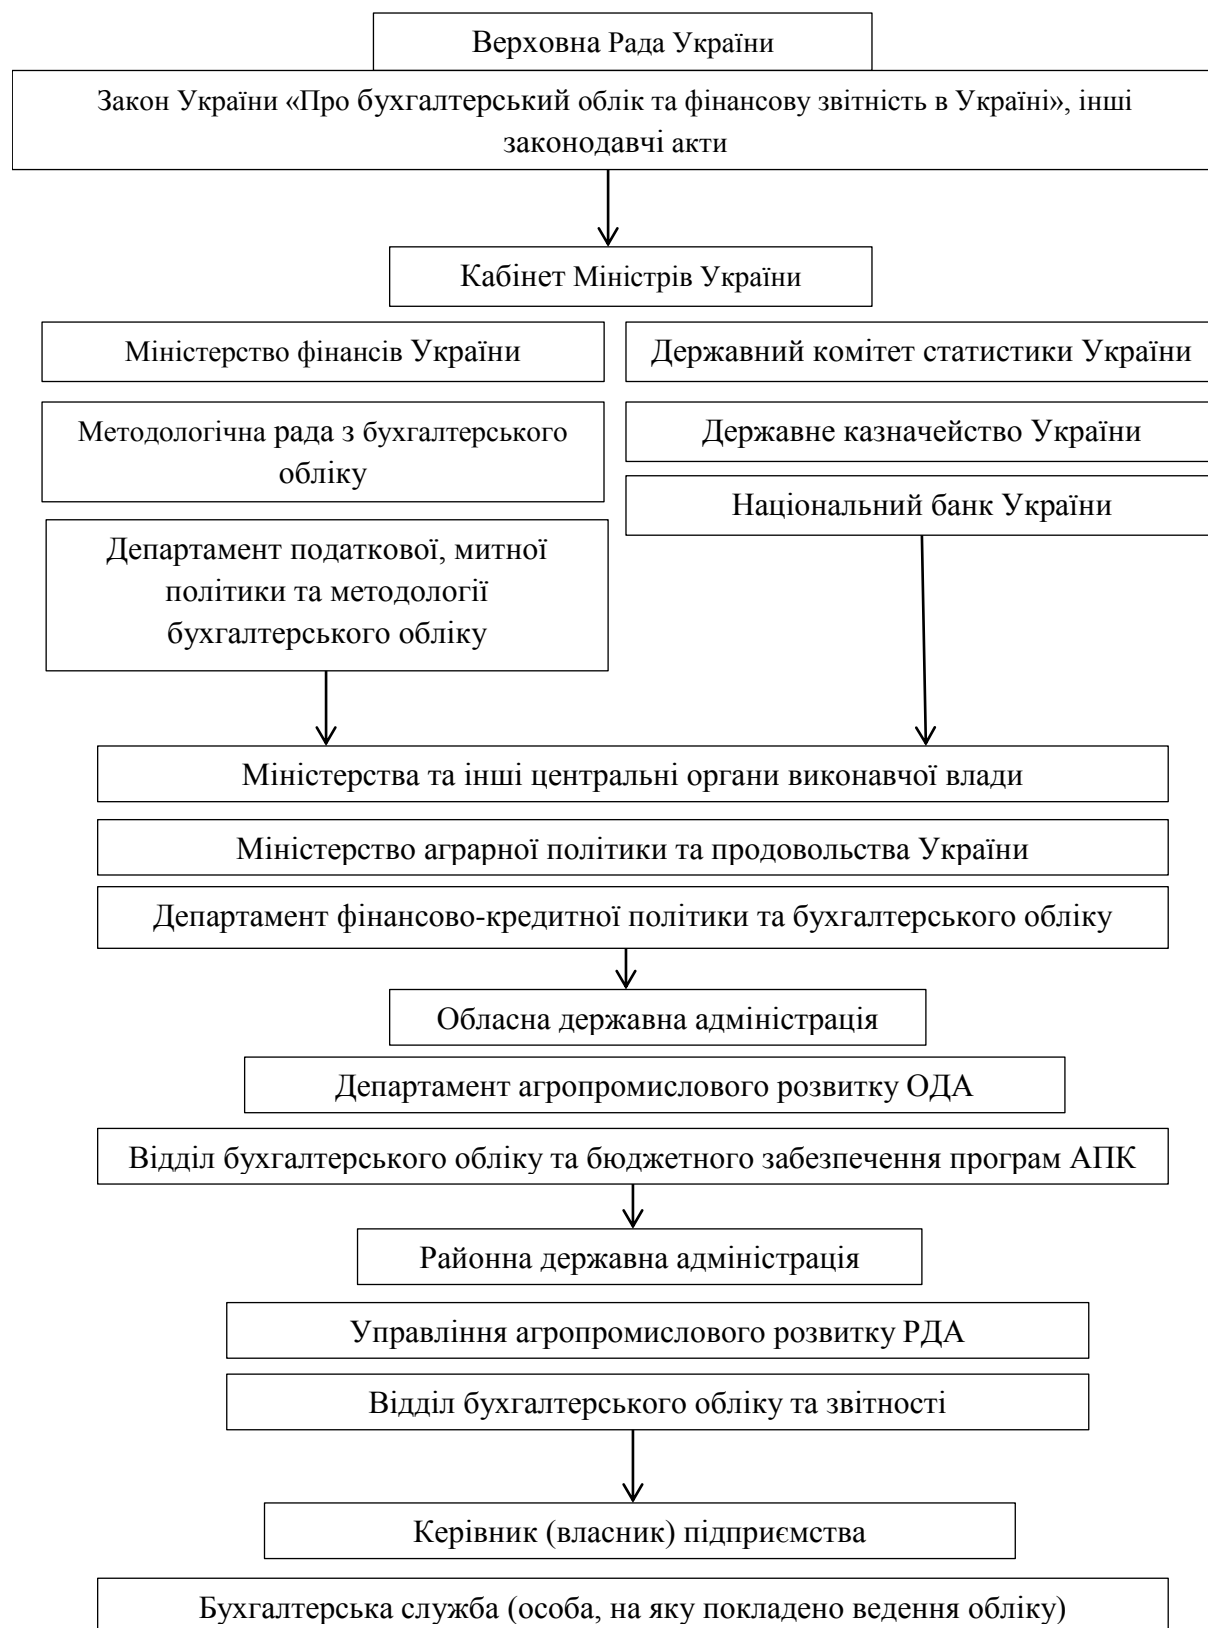 Верховна Рада України
Закон України «Про бухгалтерський облік та фінансову звітність в Україні», інші
законодавчі акти
Кабінет Міністрів України
Міністерство фінансів України
Державний комітет статистики України
Методологічна рада з бухгалтерського
обліку
Державне казначейство України
Національний банк України
Департамент податкової, митної
політики та методології
бухгалтерського обліку
Міністерства та інші центральні органи виконавчої влади
Міністерство аграрної політики та продовольства України
Департамент фінансово-кредитної політики та бухгалтерського обліку
Обласна державна адміністрація
Департамент агропромислового розвитку ОДА
Відділ бухгалтерського обліку та бюджетного забезпечення програм АПК
Районна державна адміністрація
Управління агропромислового розвитку РДА
Відділ бухгалтерського обліку та звітності
Керівник (власник) підприємства
Бухгалтерська служба (особа, на яку покладено ведення обліку)